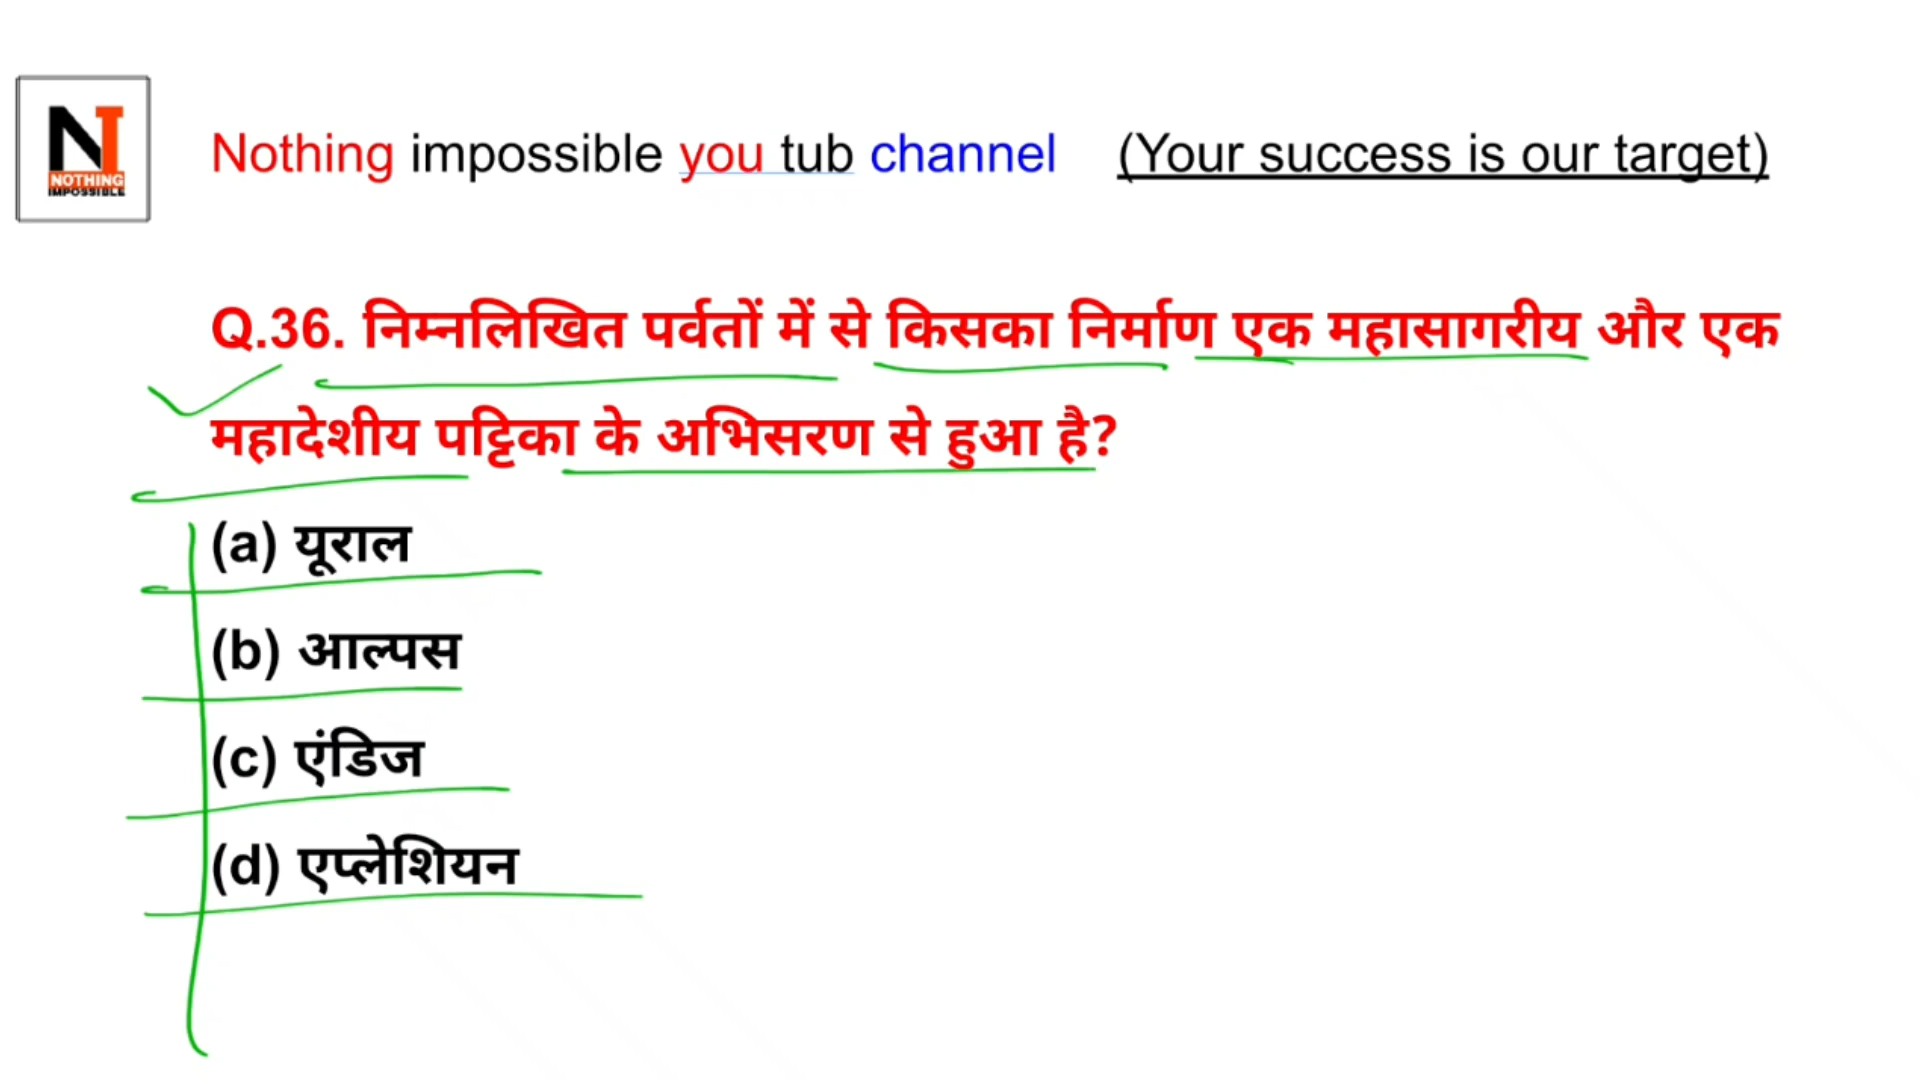 NI
NOTHING
IMPOSSIBLE
Nothing impossible you tub channel (Your success is our target)
Q.36. निम्नलिखित पर्वतों में से किसका निर्माण एक महासागरीय और एक
महादेशीय पट्टिका के अभिसरण से हुआ है?
(a) यूराल
(b) आल्पस
(c) एंडिज
(d) एप्लेशियन